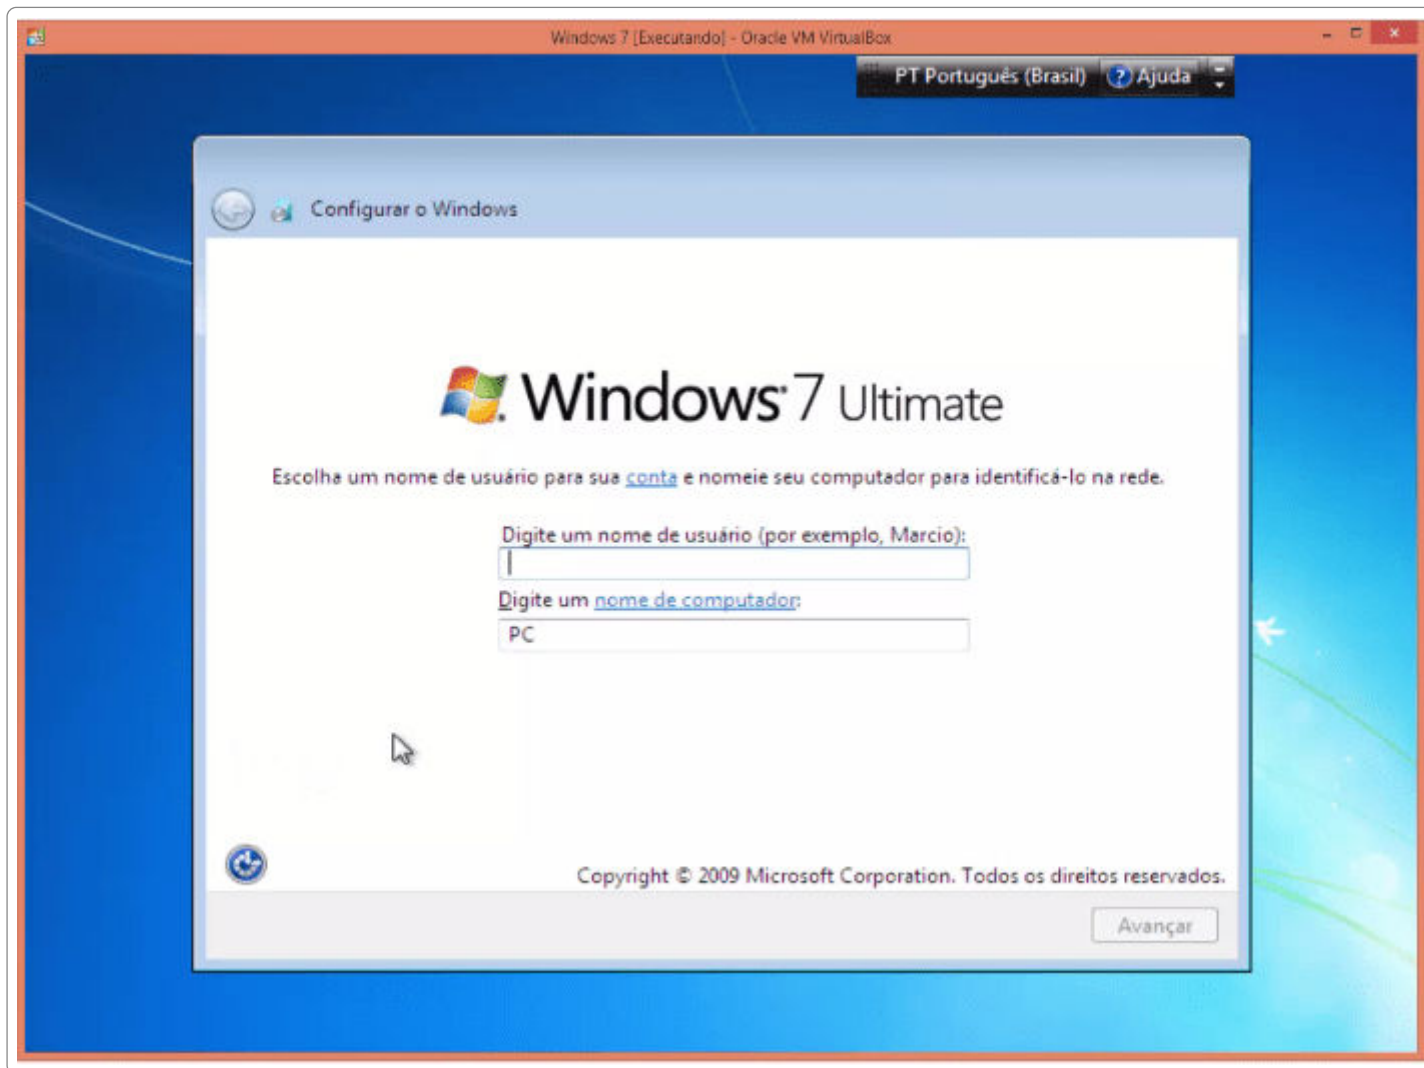 Windows 7 [Executando] - Oracle VM VirtualBox
PT Português (Brasil) ? Ajuda
Configurar o Windows
Windows 7 Ultimate
Escolha um nome de usuário para sua conta e nomeie seu computador para identificá-lo na rede.
Digite um nome de usuário (por exemplo, Marcio):
Digite um nome de computador:
PC
Copyright © 2009 Microsoft Corporation. Todos os direitos reservados.
Avançar